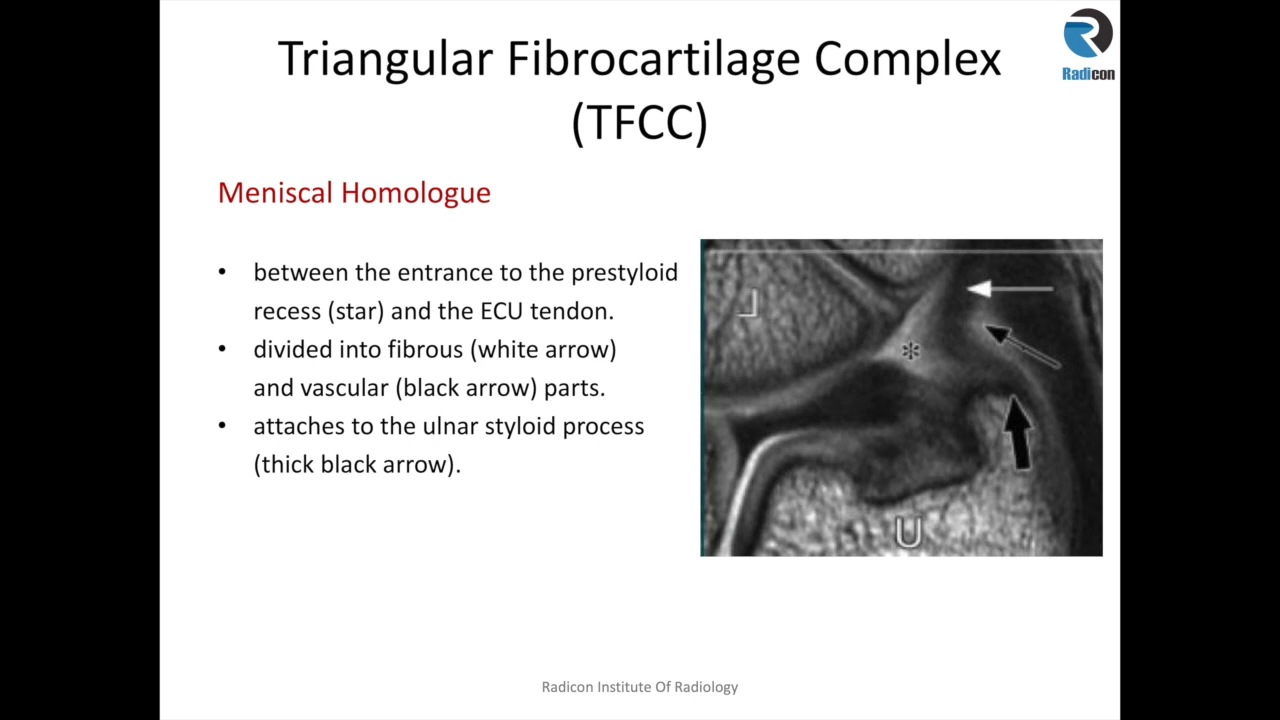 Triangular Fibrocartilage Complex
(TFCC)
Radicon
Meniscal Homologue
• between the entrance to the prestyloid
recess (star) and the ECU tendon.
• divided into fibrous (white arrow)
and vascular (black arrow) parts.
• attaches to the ulnar styloid process
(thick black arrow).
L
*
U
Radicon Institute Of Radiology